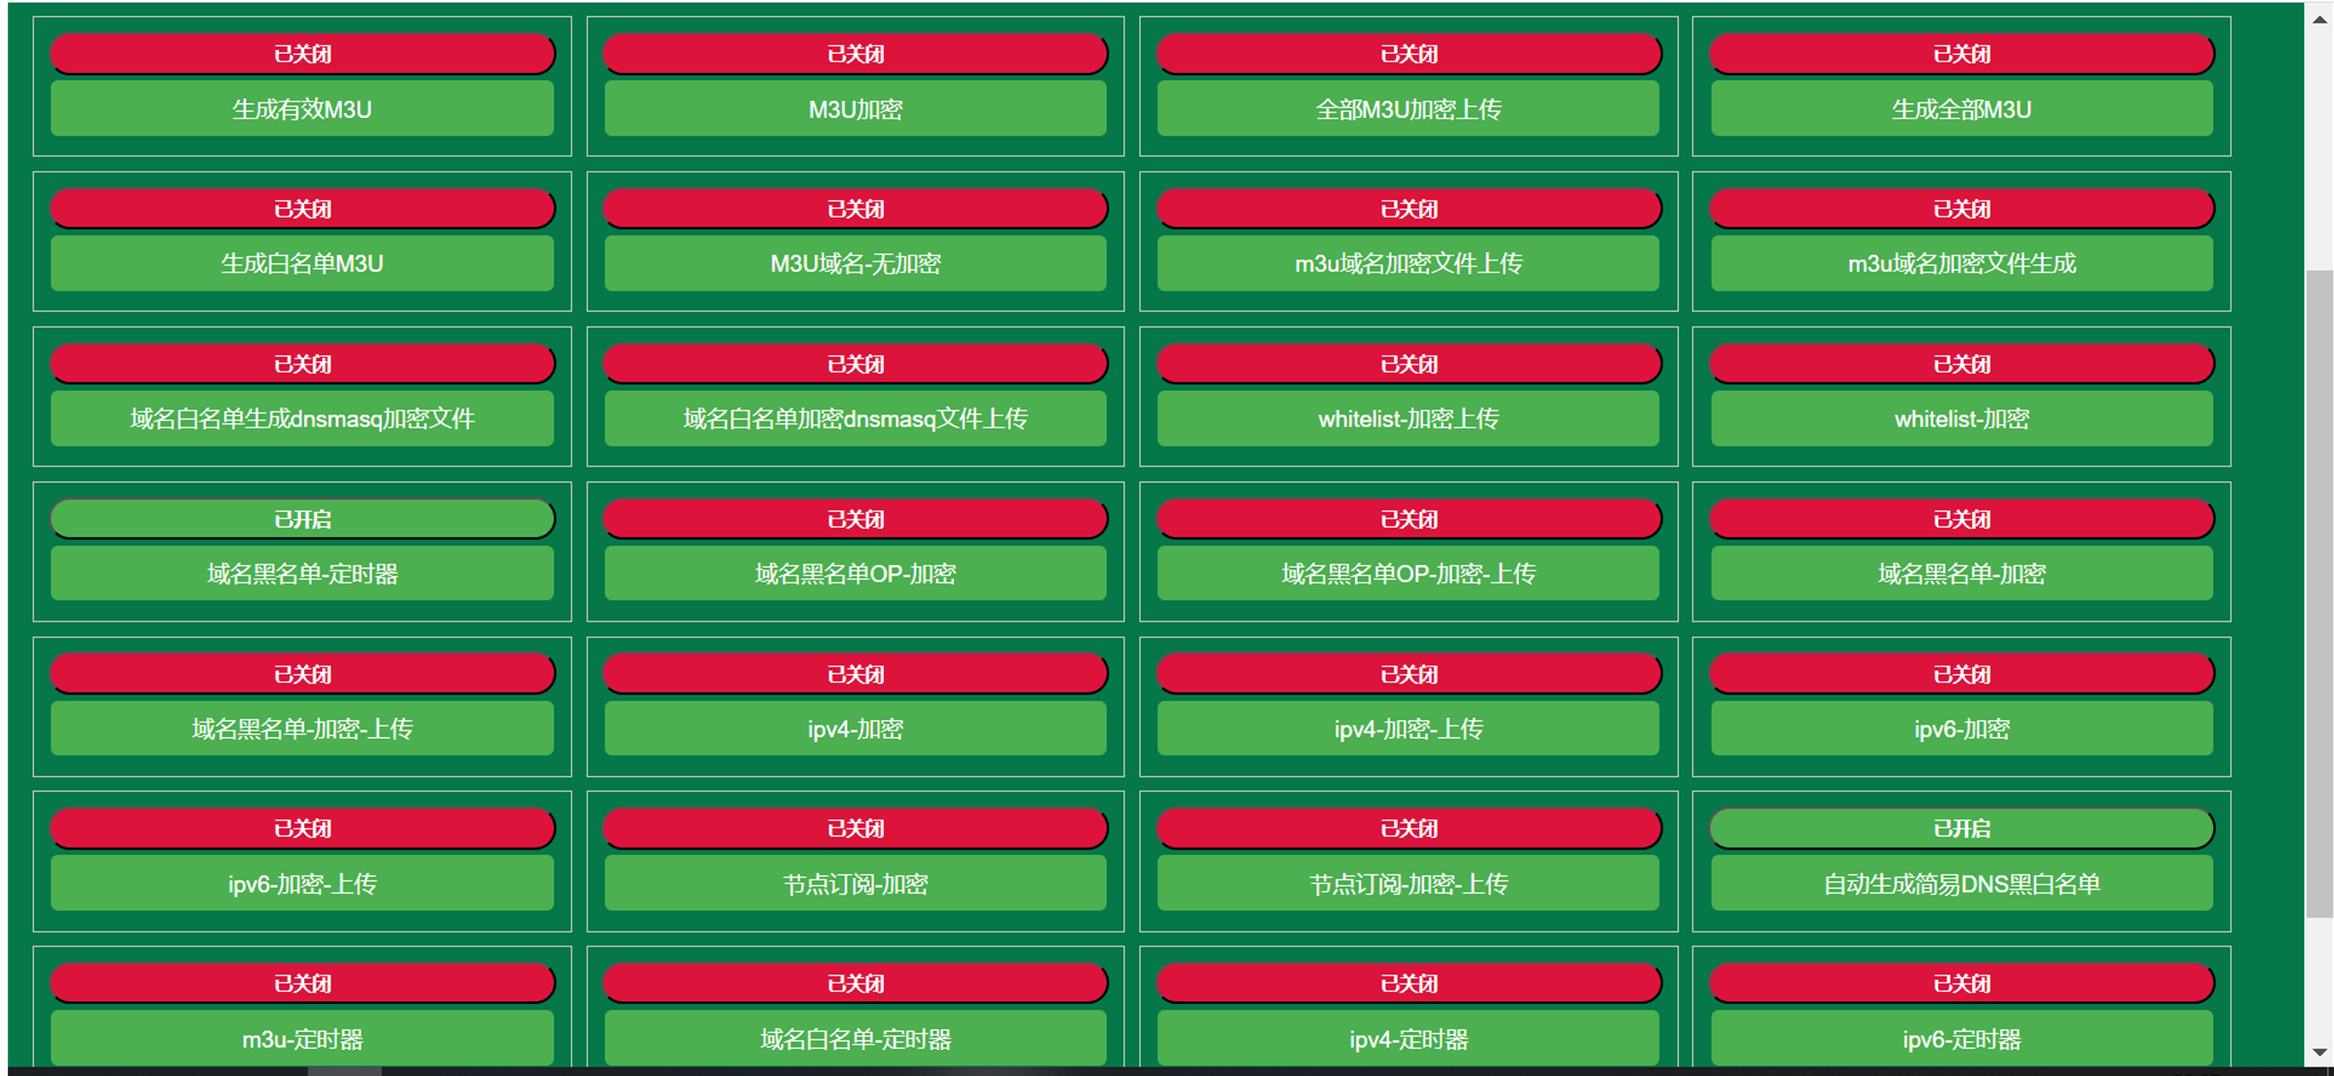 已关闭
已关闭
已关闭
已关闭
生成有效M3U
M3U加密
全部M3U加密上传
生成全部M3U
已关闭
已关闭
已关闭
已关闭
生成白名单M3U
M3U域名-无加密
m3u域名加密文件上传
m3u域名加密文件生成
已关闭
已关闭
已关闭
已关闭
域名白名单生成dnsmasq加密文件
域名白名单加密dnsmasq文件上传
whitelist-加密上传
whitelist-加密
已开启
已关闭
已关闭
已关闭
域名黑名单-定时器
域名黑名单OP-加密
域名黑名单OP-加密-上传
域名黑名单-加密
已关闭
已关闭
已关闭
已关闭
域名黑名单-加密-上传
ipv4-加密
ipv4-加密-上传
ipv6-加密
已关闭
已关闭
已关闭
已开启
ipv6-加密-上传
节点订阅-加密
节点订阅-加密-上传
自动生成简易DNS黑白名单
已关闭
已关闭
已关闭
已关闭
m3u-定时器
域名白名单-定时器
ipv4-定时器
ipv6-定时器